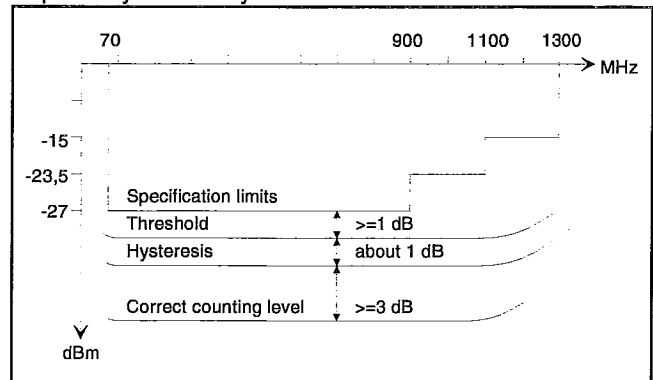 70 900 1100 1300
MHz
-15
-23,5
Specification limits
-27
Threshold >=1 dB
Hysteresis about 1 dB
Correct counting level >=3 dB
dBm